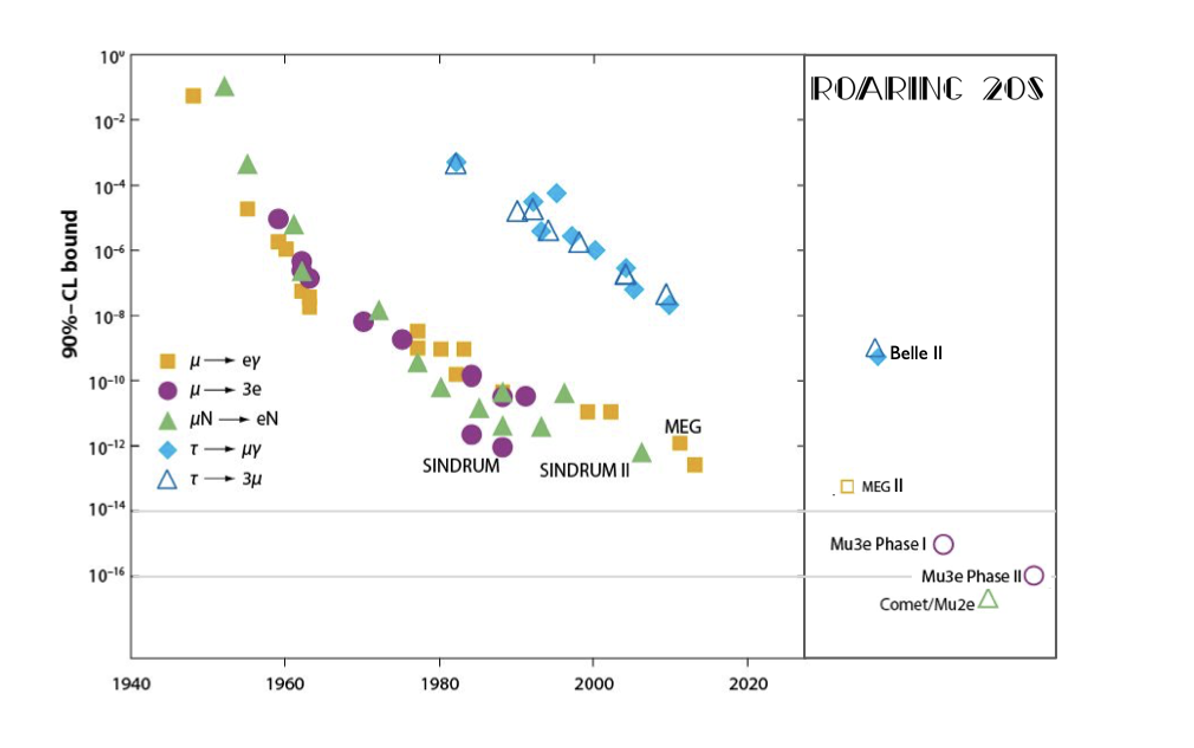 10⁰
ROARING 20S
10⁻²
10⁻⁴
10⁻⁶
10⁻⁸
10⁻¹⁰
10⁻¹²
10⁻¹⁴
10⁻¹⁶
90%–CL bound
μ → eγ
μ → 3e
μN → eN
τ → μγ
τ → 3μ
SINDRUM
SINDRUM II
MEG
Belle II
MEG II
Mu3e Phase I
Mu3e Phase II
Comet/Mu2e
1940 1960 1980 2000 2020